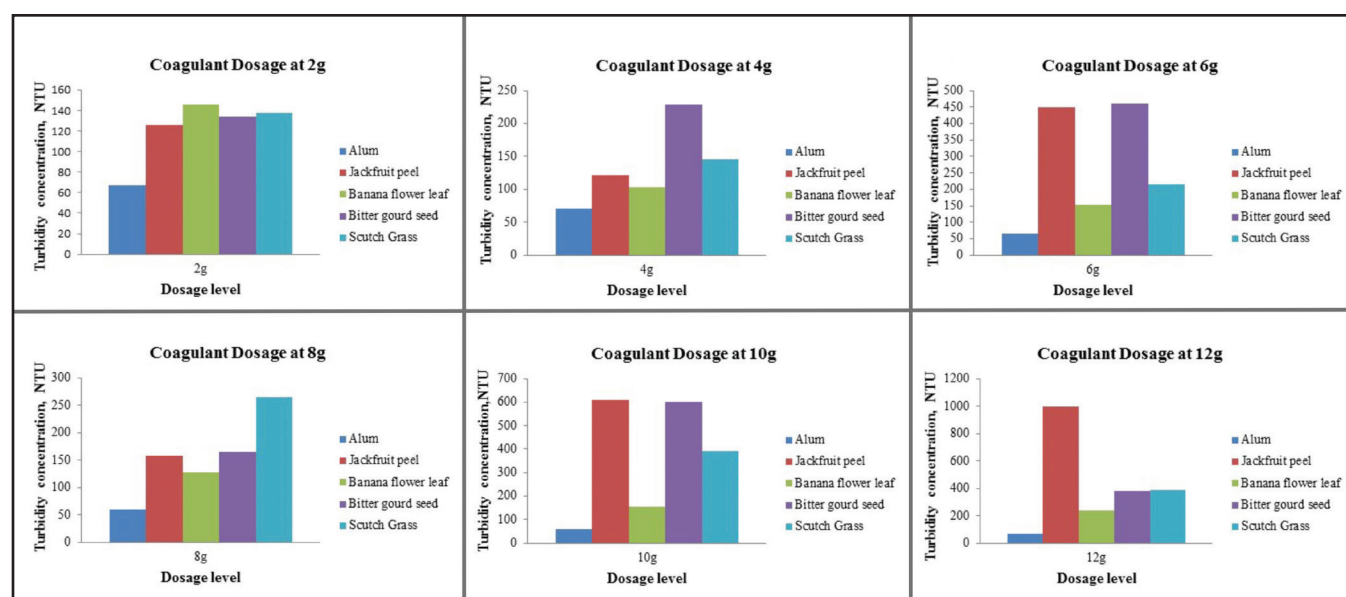 Coagulant Dosage at 2g
Turbidity concentration, NTU
160
140
120
100
80
60
40
20
0
2g
Dosage level
Alum
Jackfruit peel
Banana flower leaf
Bitter gourd seed
Scutch Grass
Coagulant Dosage at 4g
Turbidity concentration, NTU
250
200
150
100
50
0
4g
Dosage level
Alum
Jackfruit peel
Banana flower leaf
Bitter gourd seed
Scutch Grass
Coagulant Dosage at 6g
Turbidity concentration, NTU
500
450
400
350
300
250
200
150
100
50
0
6g
Dosage level
Alum
Jackfruit peel
Banana flower leaf
Bitter gourd seed
Scutch Grass
Coagulant Dosage at 8g
Turbidity concentration, NTU
300
250
200
150
100
50
0
8g
Dosage level
Alum
Jackfruit peel
Banana flower leaf
Bitter gourd seed
Scutch Grass
Coagulant Dosage at 10g
Turbidity concentration,NTU
700
600
500
400
300
200
100
0
10g
Dosage level
Alum
Jackfruit peel
Banana flower leaf
Bitter gourd seed
Scutch Grass
Coagulant Dosage at 12g
Turbidity concentration, NTU
1200
1000
800
600
400
200
0
12g
Dosage level
Alum
Jackfruit peel
Banana flower leaf
Bitter gourd seed
Scutch Grass